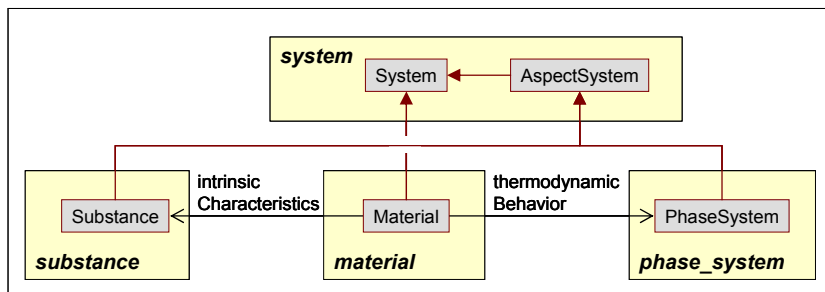 system
System
AspectSystem
intrinsic
Characteristics
thermodynamic
Behavior
Substance
Material
PhaseSystem
substance
material
phase_system